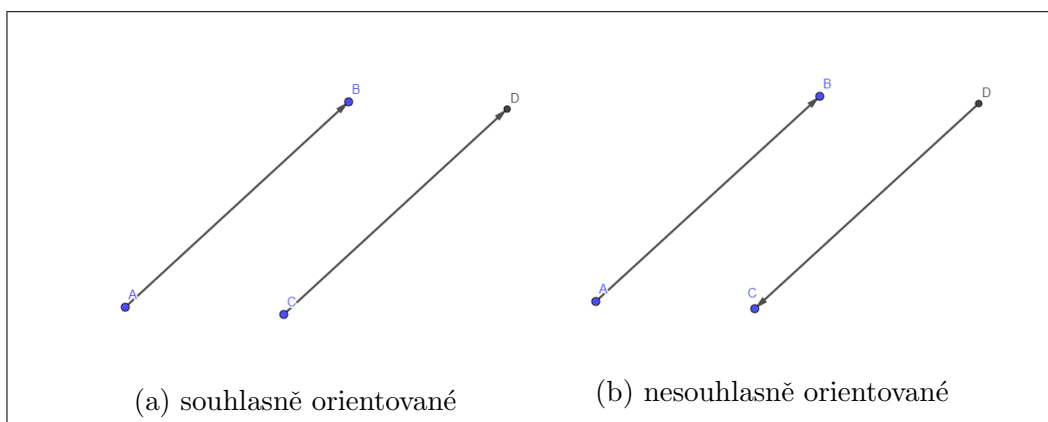 B
D
A
C
(a) souhlasně orientované
B
D
A
C
(b) nesouhlasně orientované